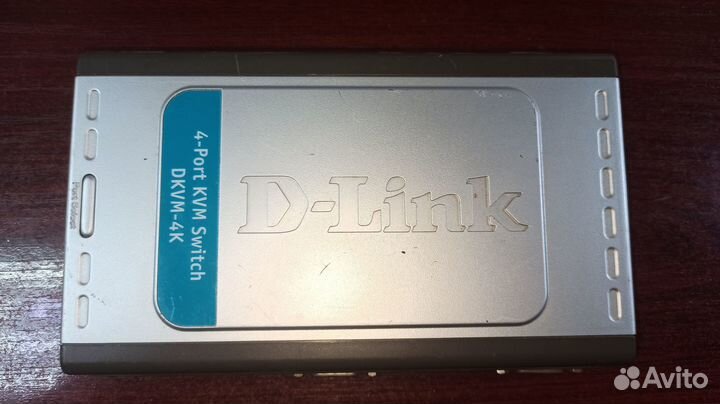 D-Link
4-Port KVM Switch
DKVM-4K
Port Select
Avito